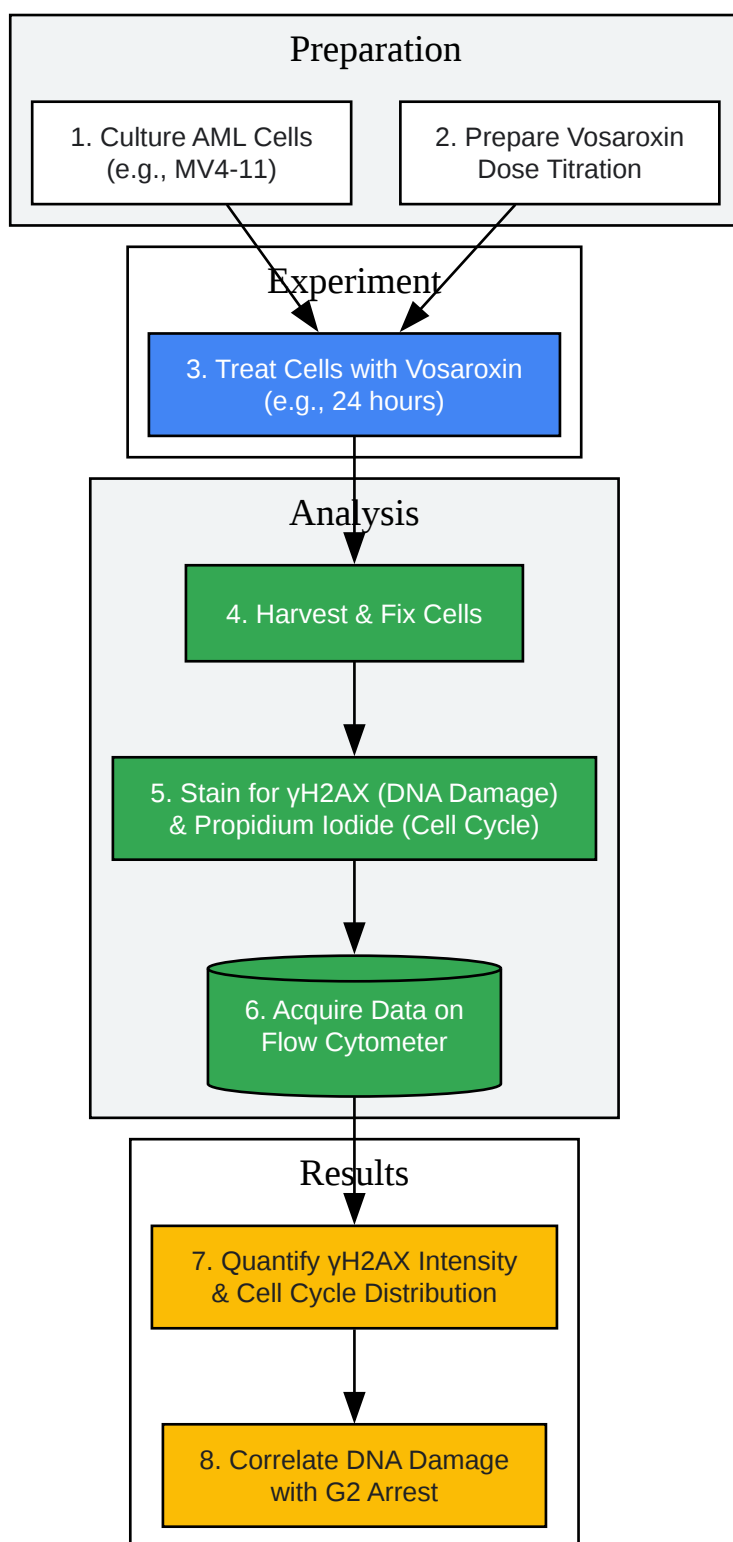 Preparation
1. Culture AML Cells
(e.g., MV4-11)
2. Prepare Vosaroxin
Dose Titration
Experiment
3. Treat Cells with Vosaroxin
(e.g., 24 hours)
Analysis
4. Harvest & Fix Cells
5. Stain for γH2AX (DNA Damage)
& Propidium Iodide (Cell Cycle)
6. Acquire Data on
Flow Cytometer
Results
7. Quantify γH2AX Intensity
& Cell Cycle Distribution
8. Correlate DNA Damage
with G2 Arrest